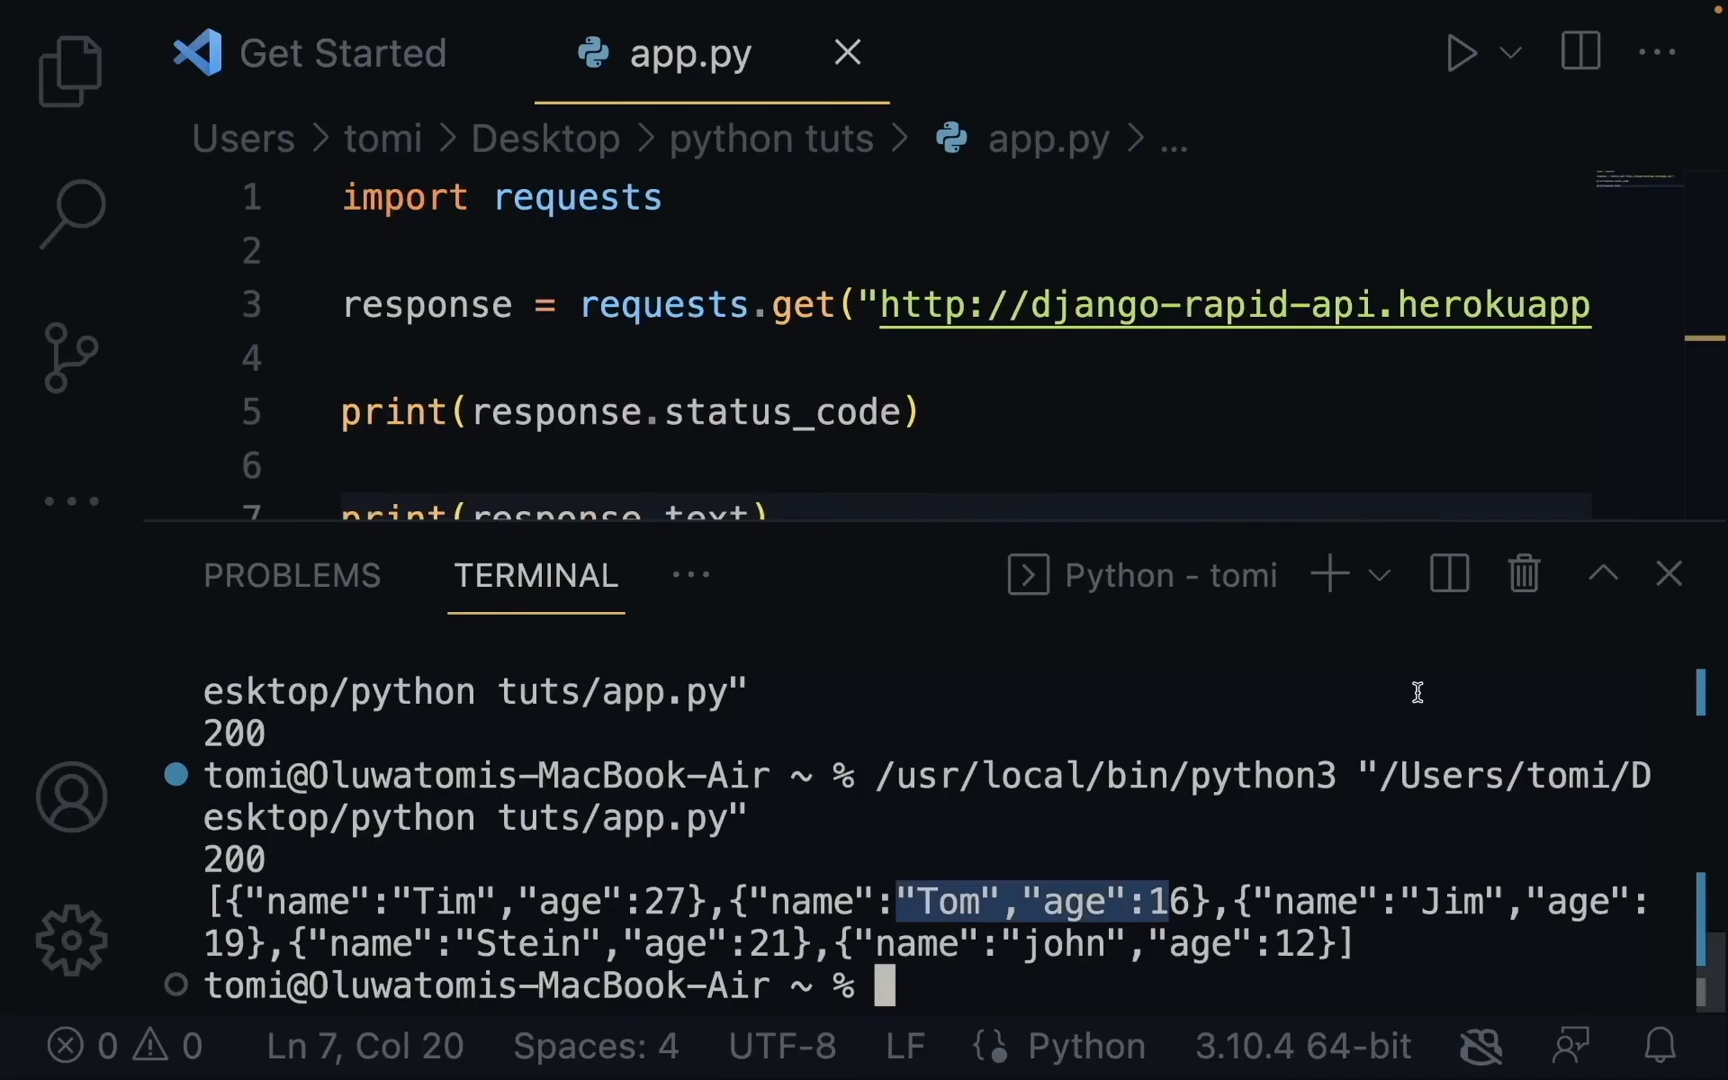 Get Started
app.py
Users > tomi > Desktop > python tuts > app.py > ...
1 import requests
2
3 response = requests.get("http://django-rapid-api.herokuapp
4
5 print(response.status_code)
6
7 print(response.text)
PROBLEMS TERMINAL ... Python - tomi
esktop/python tuts/app.py"
200
tomi@Oluwatomis-MacBook-Air ~ % /usr/local/bin/python3 "/Users/tomi/D
esktop/python tuts/app.py"
200
[{"name":"Tim","age":27},{"name":"Tom","age":16},{"name":"Jim","age":
19},{"name":"Stein","age":21},{"name":"john","age":12}]
tomi@Oluwatomis-MacBook-Air ~ %
0 0 Ln 7, Col 20 Spaces: 4 UTF-8 LF Python 3.10.4 64-bit